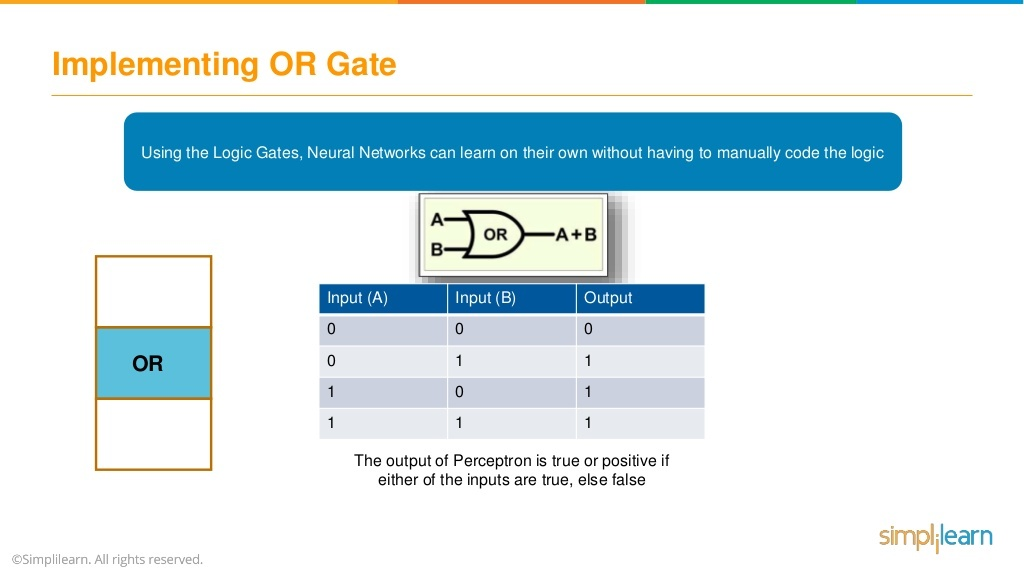 Implementing OR Gate
Using the Logic Gates, Neural Networks can learn on their own without having to manually code the logic
A
B
OR
A+B
Input (A) Input (B) Output
0 0 0
0 1 1
1 0 1
1 1 1
OR
The output of Perceptron is true or positive if
either of the inputs are true, else false
simplilearn
©Simplilearn. All rights reserved.